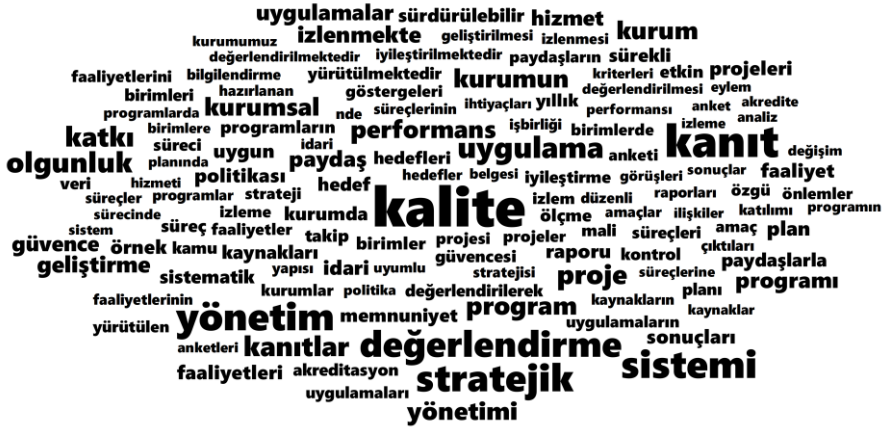 uygulamalar sürdürülebilir hizmet
kurumumuz izlenmekte geliştirilmesi izlenmesi kurum
değerlendirilmektedir iyileştirilmektedir paydaşların sürekli
faaliyetlerini bilgilendirme yürütülmektedir kurumun kriterleri etkin projeleri
birimleri hazırlanan göstergeleri ihtiyaçları yıllık değerlendirilmesi eylem
programlarda kurumsal nde süreçlerinin performansı anket akredite
katkı birimlere programların performans işbirliği birimlerde izleme analiz
süreci idari kanıt
olgunluk planında uygun paydaş hedefleri uygulama anketi değişim
veri hizmeti politikası hedef hedefler belgesi iyileştirme görüşleri sonuçlar faaliyet
süreçler programlar strateji kalite izlem düzenli raporları özgü önlemler
sürecinde izleme kurumda ölçme amaçlar ilişkiler katılımı programın
sistem süreç faaliyetler takip projesi projeler mali süreçleri amaç plan
güvence örnek kamu kaynakları birimler güvencesi raporu kontrol çıktıları
geliştirme sistematik yapısı idari uyumlu stratejisi proje süreçlerine paydaşlarla
kurumlar politika değerlendirilerek planı programı
faaliyetlerinin kaynakların
yürütülen yönetim memnuniyet program uygulamaların kaynaklar
anketleri kanıtlar değerlendirme sonuçları
faaliyetleri akreditasyon stratejik sistemi
uygulamaları
yönetimi